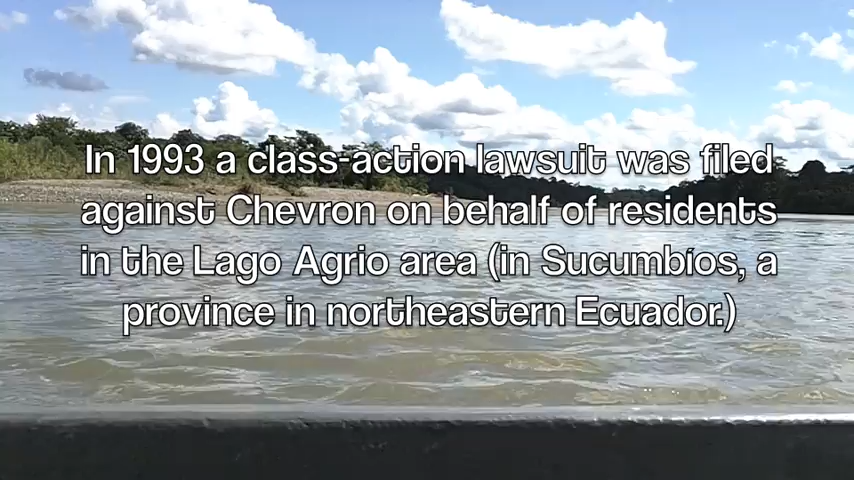 In 1993 a class-action lawsuit was filed
against Chevron on behalf of residents
in the Lago Agrio area (in Sucumbíos, a
province in northeastern Ecuador.)